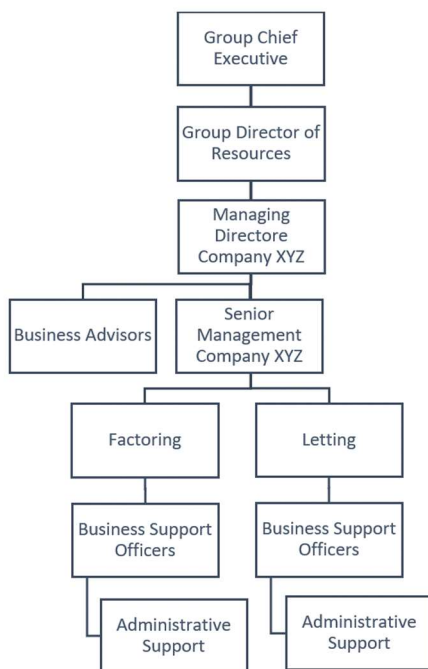 Group Chief
Executive
Group Director of
Resources
Managing
Directore
Company XYZ
Business Advisors
Senior
Management
Company XYZ
Factoring
Letting
Business Support
Officers
Business Support
Officers
Administrative
Support
Administrative
Support